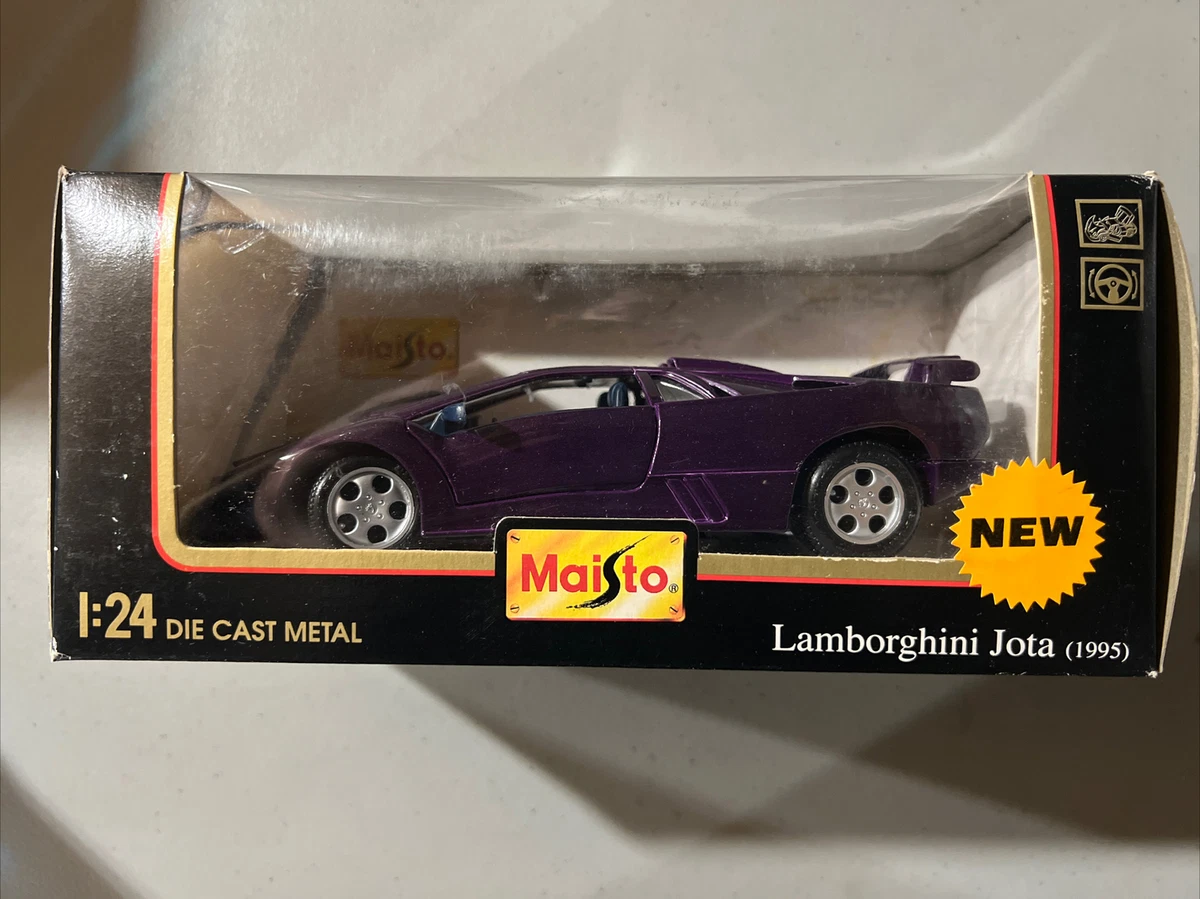 Maisto
NEW
Maisto®
1:24 DIE CAST METAL
Lamborghini Jota (1995)